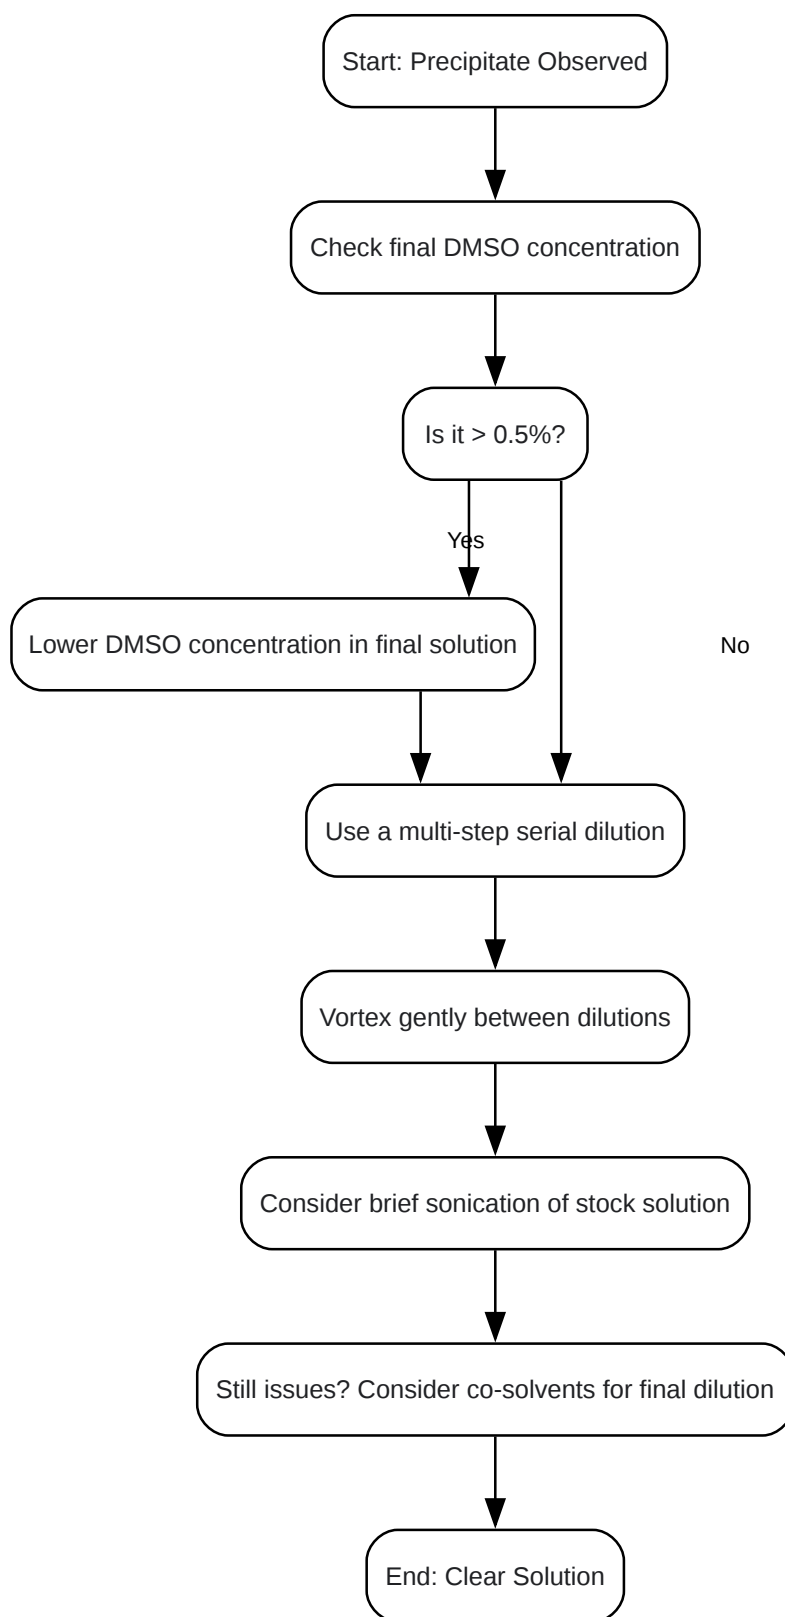 Start: Precipitate Observed
Check final DMSO concentration
Is it > 0.5%?
Yes
Lower DMSO concentration in final solution
No
Use a multi-step serial dilution
Vortex gently between dilutions
Consider brief sonication of stock solution
Still issues? Consider co-solvents for final dilution
End: Clear Solution